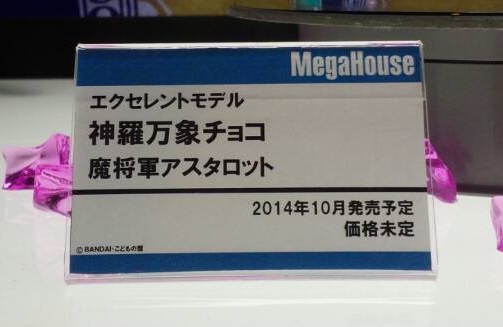 MegaHouse
エクセレントモデル
神羅万象チョコ
魔将軍アスタロット
2014年10月発売予定
価格未定
©BANDAI・こどもの館